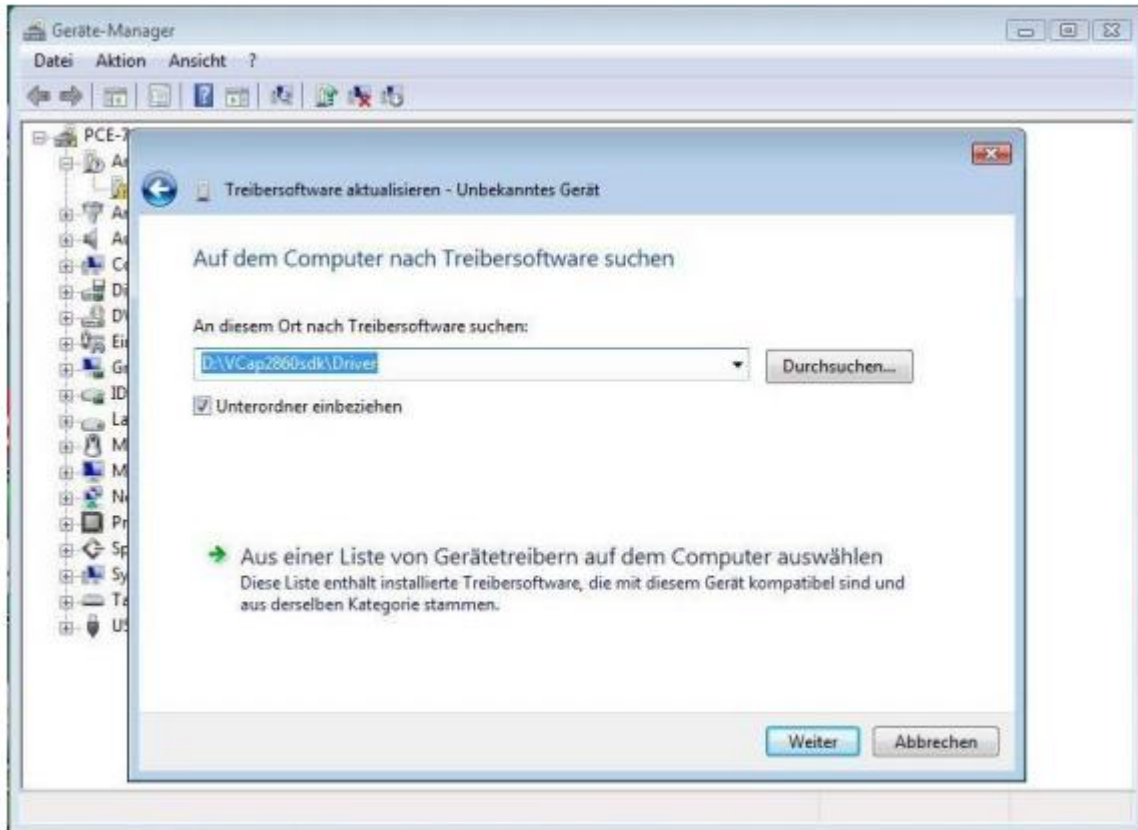 Geräte-Manager
Datei Aktion Ansicht ?
PCE-7
Treibersoftware aktualisieren - Unbekanntes Gerät
Auf dem Computer nach Treibersoftware suchen
An diesem Ort nach Treibersoftware suchen:
D:\VCap2860sdk\Driver
Durchsuchen...
Unterordner einbeziehen
Aus einer Liste von Gerätetreibern auf dem Computer auswählen
Diese Liste enthält installierte Treibersoftware, die mit diesem Gerät kompatibel sind und
aus derselben Kategorie stammen.
Weiter Abbrechen